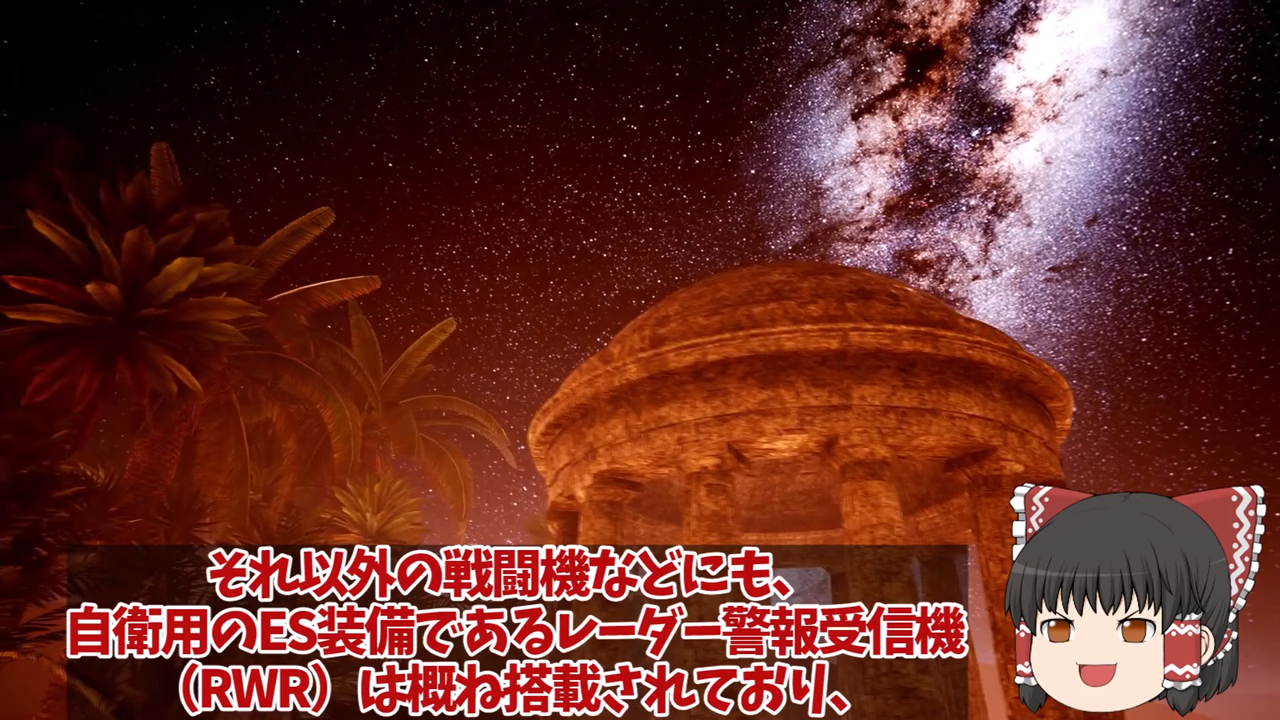 それ以外の戦闘機などにも、
自衛用のES装備であるレーダー警報受信機
（RWR）は概ね搭載されており、